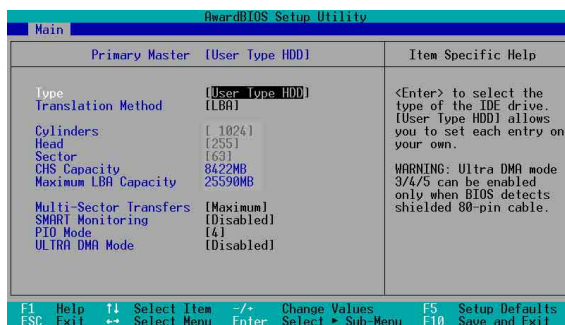 AwardBIOS Setup Utility
Main
Primary Master [User Type HDD]
Item Specific Help
Type [User Type HDD]
Translation Method [LBA]
Cylinders [ 1024]
Head [255]
Sector [63]
CHS Capacity 8422MB
Maximum LBA Capacity 25590MB
Multi-Sector Transfers [Maximum]
SMART Monitoring [Disabled]
PIO Mode [4]
ULTRA DMA Mode [Disabled]
<Enter> to select the
type of the IDE drive.
[User Type HDD] allows
you to set each entry on
your own.
WARNING: Ultra DMA mode
3/4/5 can be enabled
only when BIOS detects
shielded 80-pin cable.
F1 Help ↑↓ Select Item -/+ Change Values F5 Setup Defaults
ESC Exit ↔ Select Menu Enter Select ▸ Sub-Menu F10 Save and Exit